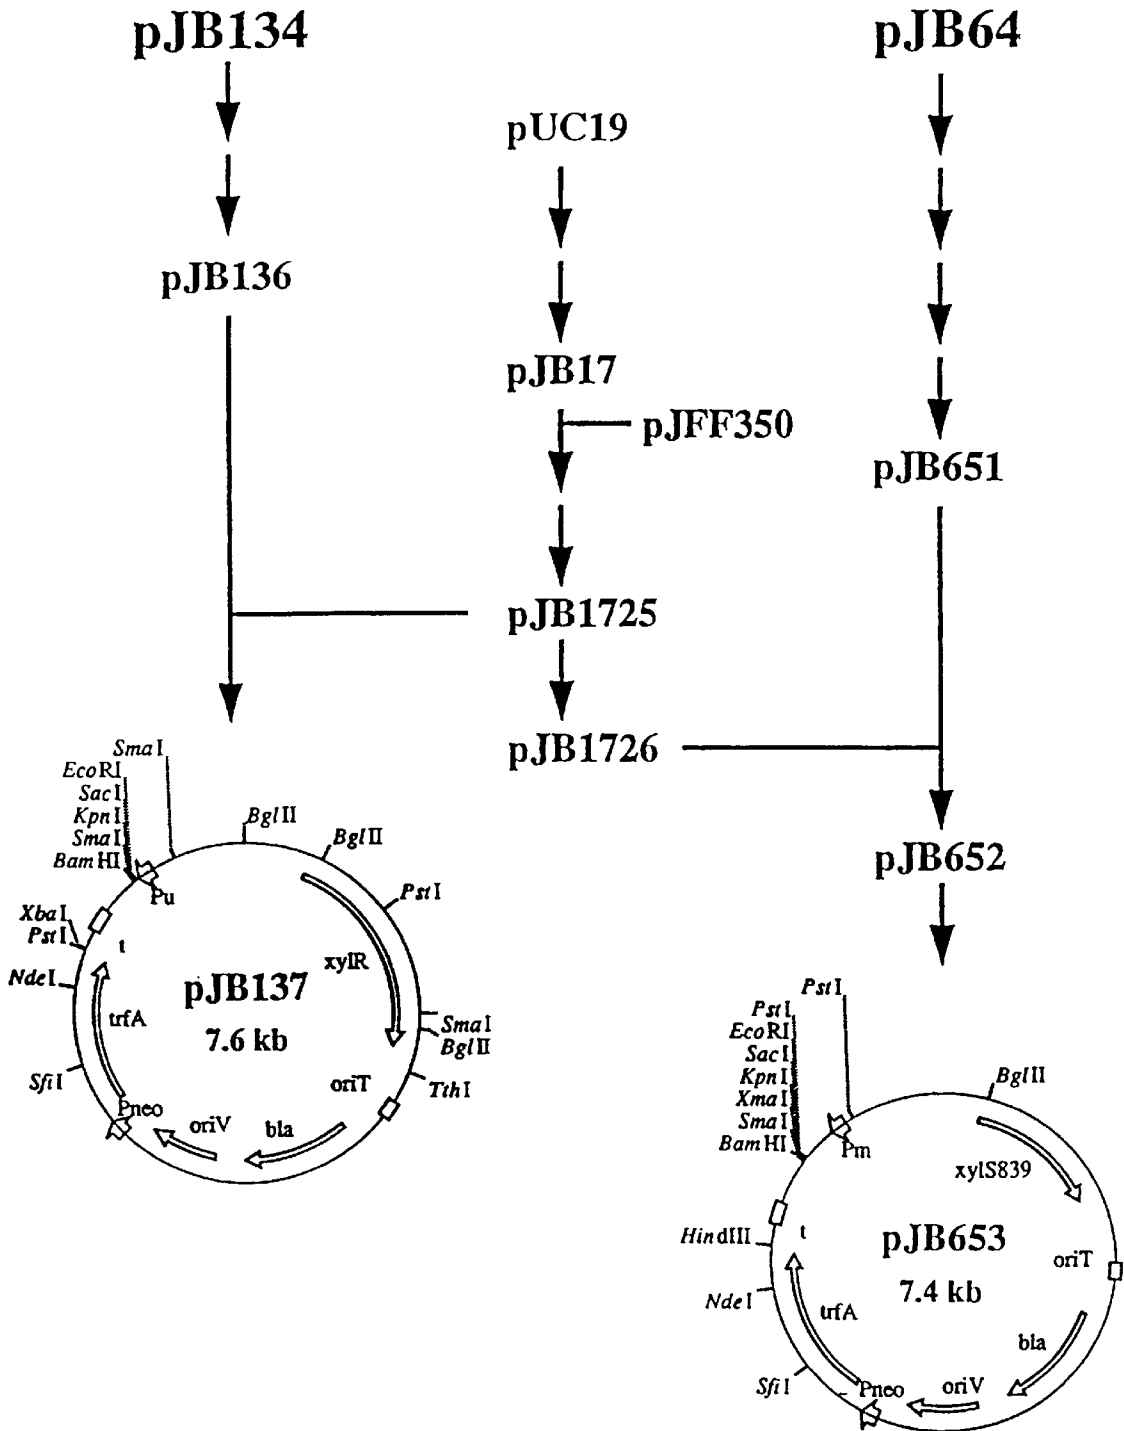 pJB134
pJB64
pUC19
pJB136
pJB17
pJFF350
pJB651
pJB1725
pJB1726
pJB652
SmaI
EcoRI
SacI
KpnI
SmaI
BamHI
BglII
BglII
PstI
Pu
XbaI
PstI
t
xylR
NdeI
pJB137
trfA
7.6 kb
SmaI
BglII
SfiI
oriT
TthI
Pneo
oriV
bla
PstI
PstI
EcoRI
SacI
KpnI
XmaI
SmaI
BamHI
BglII
Pm
xylS839
HindIII
t
pJB653
oriT
NdeI
7.4 kb
trfA
bla
SfiI
Pneo
oriV